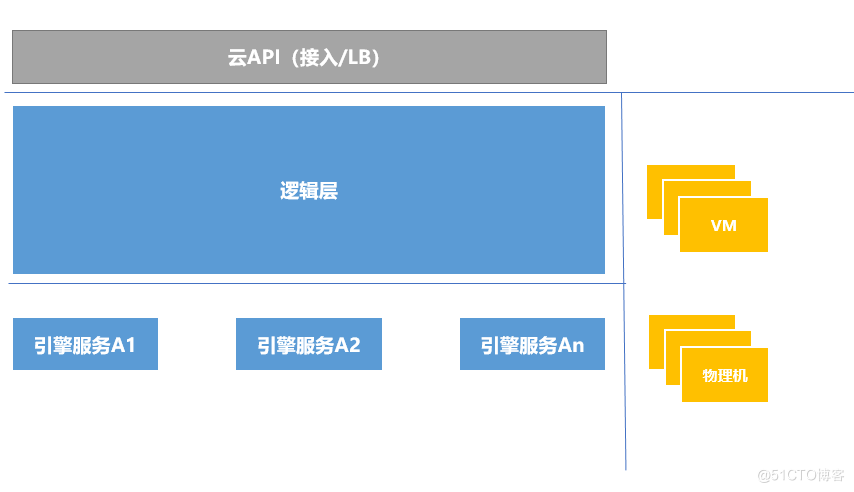 云API（接入/LB）
逻辑层
VM
引擎服务A1
引擎服务A2
引擎服务An
物理机
@51CTO博客